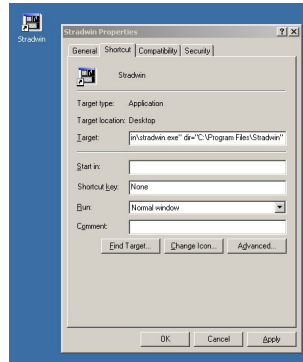 Stradwin
Stradwin Properties
General Shortcut Compatibility Security
Stradwin
Target type: Application
Target location: Desktop
Target: in\stradwin.exe" dir="C:\Program Files\Stradwin"
Start in:
Shortcut key: None
Run: Normal window
Comment:
Find Target... Change Icon... Advanced...
OK Cancel Apply